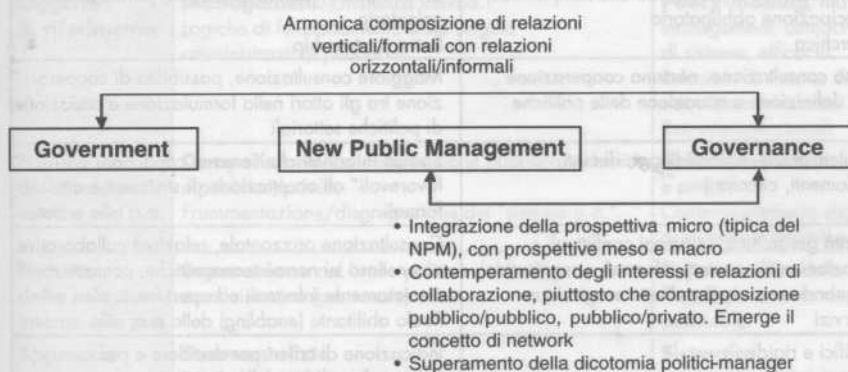 Armonica composizione di relazioni
verticali/formali con relazioni
orizzontali/informali
Government
New Public Management
Governance
• Integrazione della prospettiva micro (tipica del
NPM), con prospettive meso e macro
• Contemperamento degli interessi e relazioni di
collaborazione, piuttosto che contrapposizione
pubblico/pubblico, pubblico/privato. Emerge il
concetto di network
• Superamento della dicotomia politici-manager